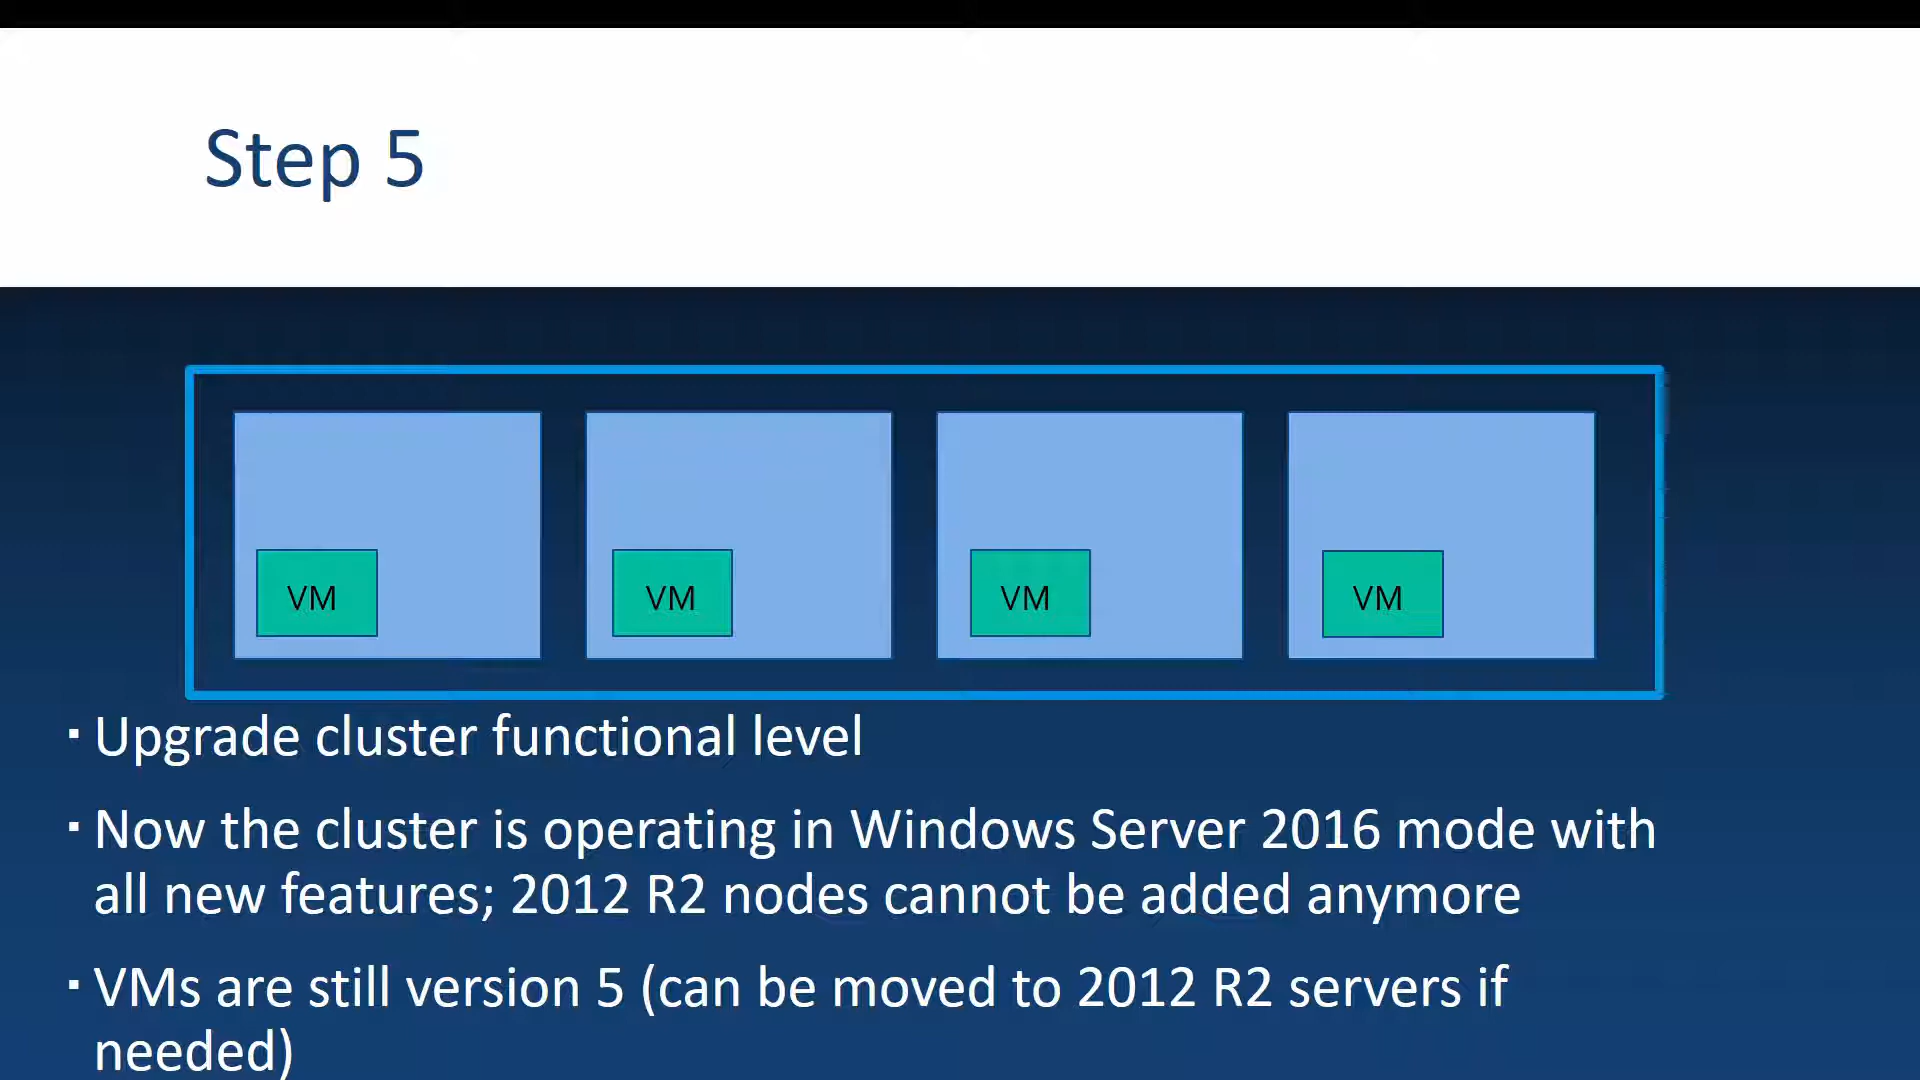 Step 5
VM
VM
VM
VM
▪ Upgrade cluster functional level
▪ Now the cluster is operating in Windows Server 2016 mode with
all new features; 2012 R2 nodes cannot be added anymore
▪ VMs are still version 5 (can be moved to 2012 R2 servers if
needed)